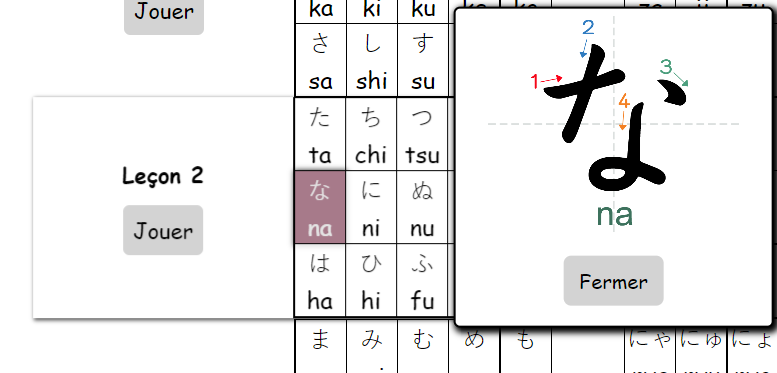 Jouer
ka ki ku
さ し す
sa shi su
た ち つ
ta chi tsu
Leçon 2
Jouer
な に ぬ
na ni nu
は ひ ふ
ha hi fu
ま み む め も にゃ にゅ にょ
1
2
3
4
な
na
Fermer